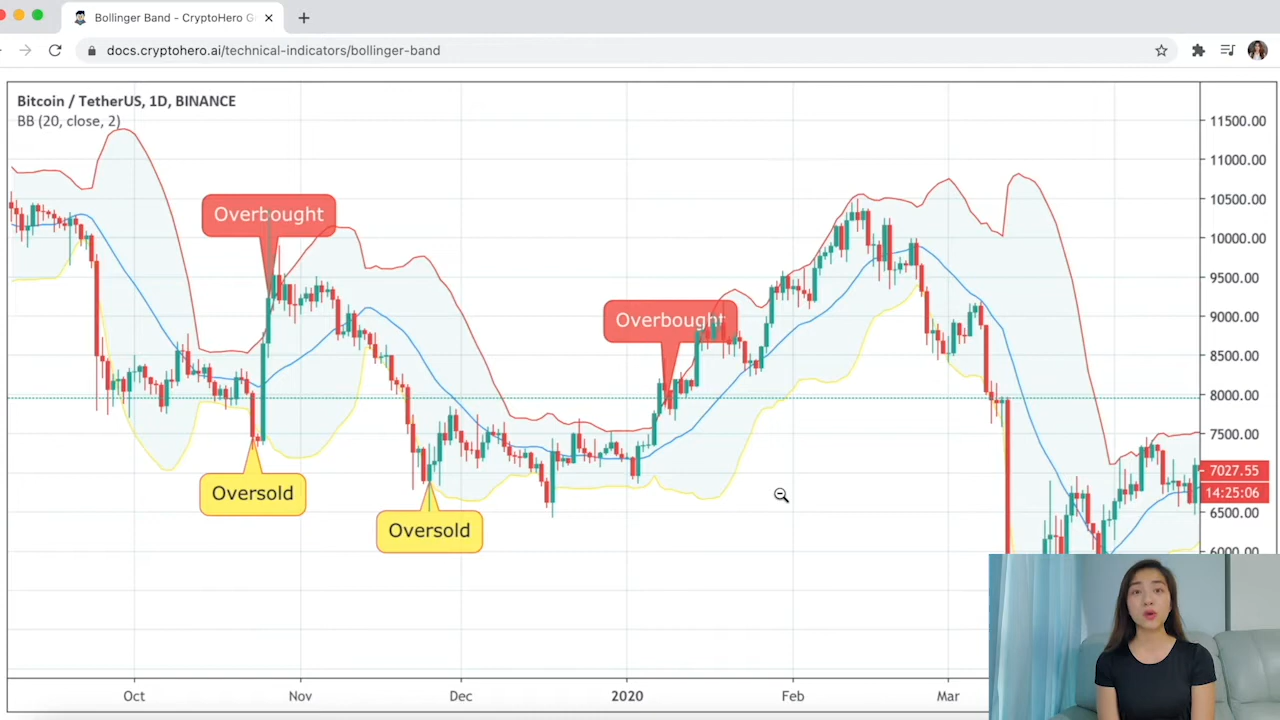 Bollinger Band - CryptoHero G
docs.cryptohero.ai/technical-indicators/bollinger-band
Bitcoin / TetherUS, 1D, BINANCE
BB (20, close, 2)
11500.00
11000.00
10500.00
10000.00
9500.00
9000.00
8500.00
8000.00
7500.00
7027.55
14:25:06
6500.00
6000.00
Overbought
Overbought
Oversold
Oversold
Oct
Nov
Dec
2020
Feb
Mar